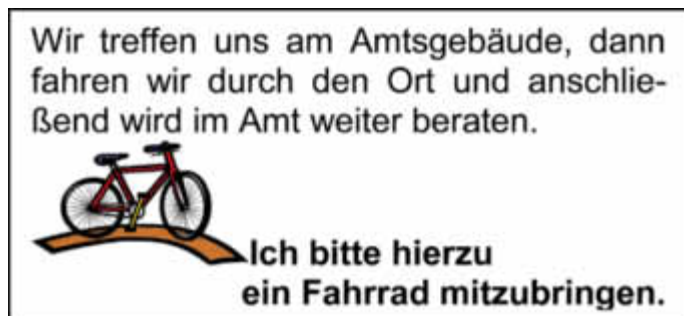 Wir treffen uns am Amtsgebäude, dann
fahren wir durch den Ort und anschlie-
ßend wird im Amt weiter beraten.
Ich bitte hierzu
ein Fahrrad mitzubringen.